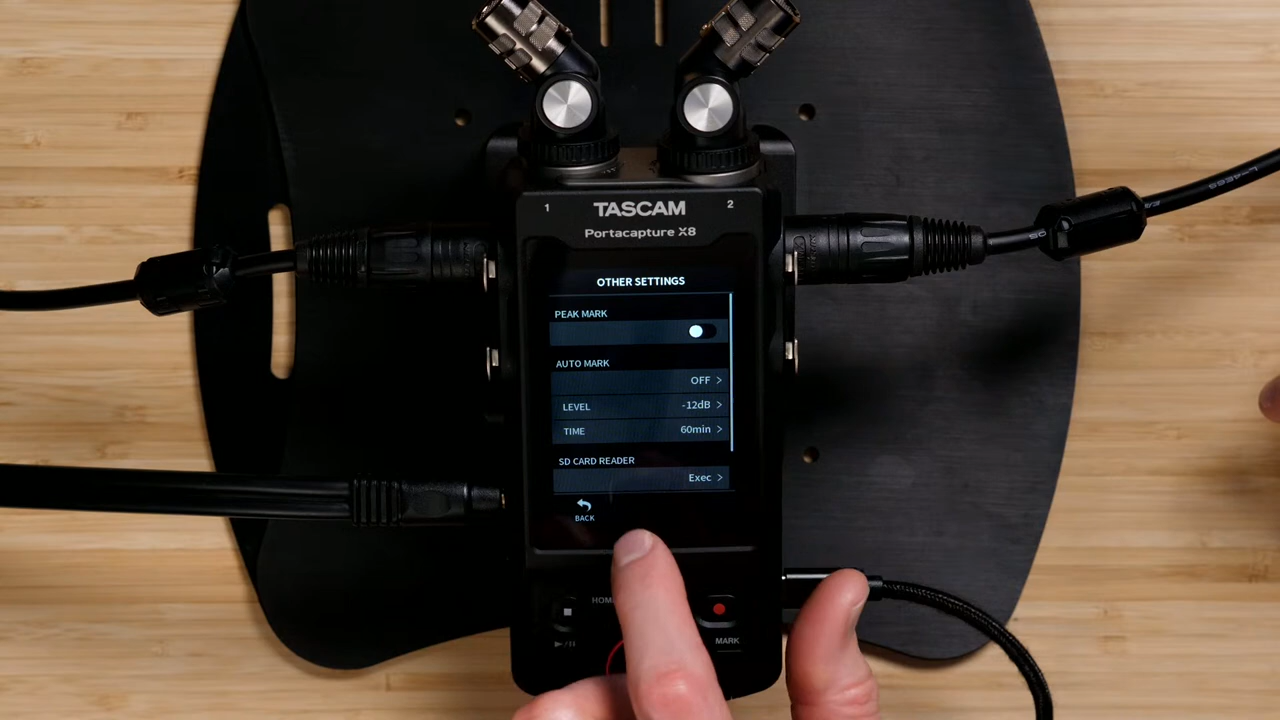 1 TASCAM 2
Portacapture X8
OTHER SETTINGS
PEAK MARK
AUTO MARK
OFF >
LEVEL -12dB >
TIME 60min >
SD CARD READER
Exec >
BACK
MARK
L-4E6S